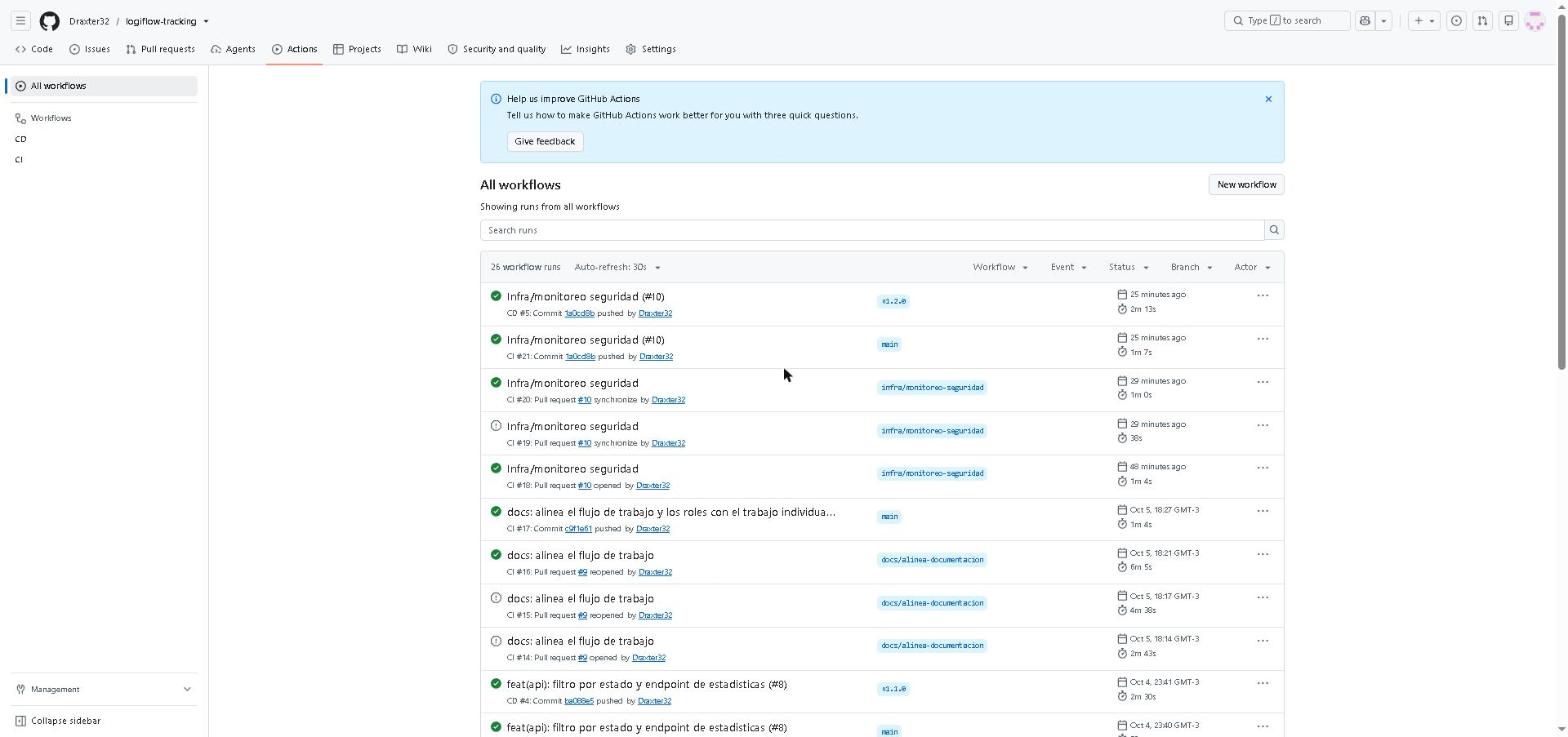 Draxter32 / logiflow-tracking
Type / to search
Code Issues Pull requests Agents Actions Projects Wiki Security and quality Insights Settings
All workflows
Workflows
CD
CI
Management
Collapse sidebar
Help us improve GitHub Actions
Tell us how to make GitHub Actions work better for you with three quick questions.
Give feedback
All workflows
New workflow
Showing runs from all workflows
Search runs
26 workflow runs Auto-refresh: 30s Workflow Event Status Branch Actor
Infra/monitoreo seguridad (#10) v1.2.0 25 minutes ago
CD #5: Commit 1a0cd8b pushed by Draxter32 2m 13s
Infra/monitoreo seguridad (#10) main 25 minutes ago
CI #21: Commit 1a0cd8b pushed by Draxter32 1m 7s
Infra/monitoreo seguridad infra/monitoreo-seguridad 29 minutes ago
CI #20: Pull request #10 synchronize by Draxter32 1m 0s
Infra/monitoreo seguridad infra/monitoreo-seguridad 29 minutes ago
CI #19: Pull request #10 synchronize by Draxter32 38s
Infra/monitoreo seguridad infra/monitoreo-seguridad 48 minutes ago
CI #18: Pull request #10 opened by Draxter32 1m 4s
docs: alinea el flujo de trabajo y los roles con el trabajo individua... main Oct 5, 18:27 GMT-3
CI #17: Commit c9f1e61 pushed by Draxter32 1m 4s
docs: alinea el flujo de trabajo docs/alinea-documentacion Oct 5, 18:21 GMT-3
CI #16: Pull request #9 reopened by Draxter32 6m 5s
docs: alinea el flujo de trabajo docs/alinea-documentacion Oct 5, 18:17 GMT-3
CI #15: Pull request #9 reopened by Draxter32 4m 38s
docs: alinea el flujo de trabajo docs/alinea-documentacion Oct 5, 18:14 GMT-3
CI #14: Pull request #9 opened by Draxter32 2m 43s
feat(api): filtro por estado y endpoint de estadisticas (#8) v1.1.0 Oct 4, 23:41 GMT-3
CD #4: Commit ba088e5 pushed by Draxter32 2m 30s
feat(api): filtro por estado y endpoint de estadisticas (#8) main Oct 4, 23:40 GMT-3